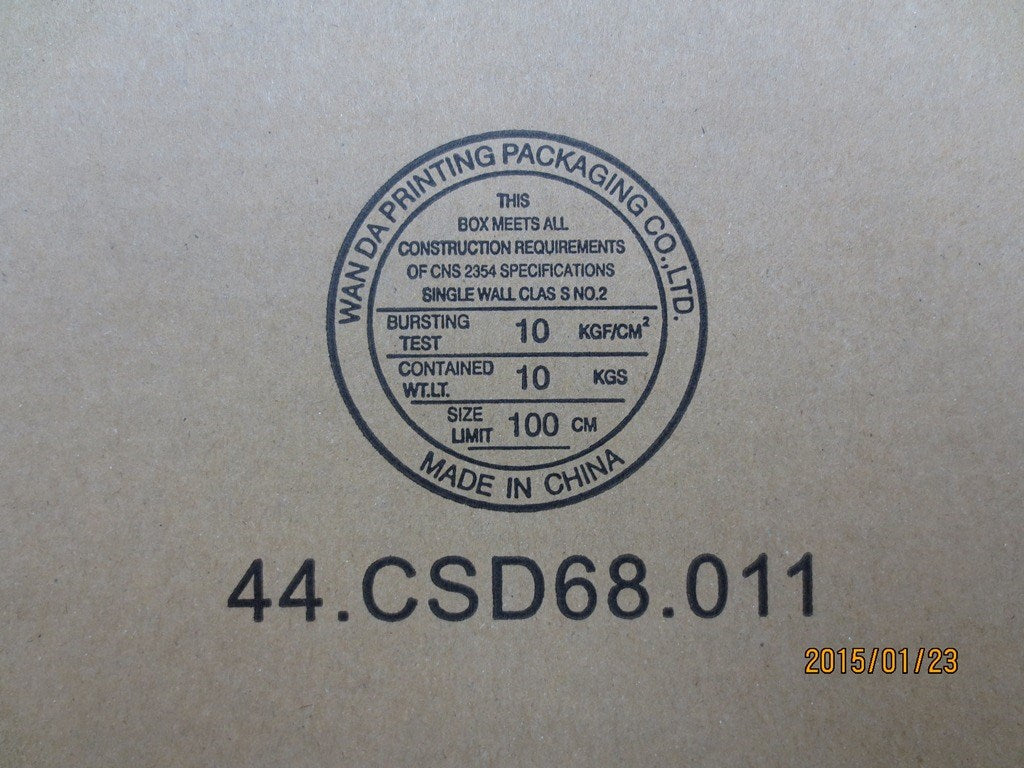 WAN DA PRINTING PACKAGING CO.,LTD.
THIS
BOX MEETS ALL
CONSTRUCTION REQUIREMENTS
OF CNS 2354 SPECIFICATIONS
SINGLE WALL CLAS S NO.2
BURSTING TEST 10 KGF/CM²
CONTAINED WT.LT. 10 KGS
SIZE LIMIT 100 CM
MADE IN CHINA
44.CSD68.011
2015/01/23